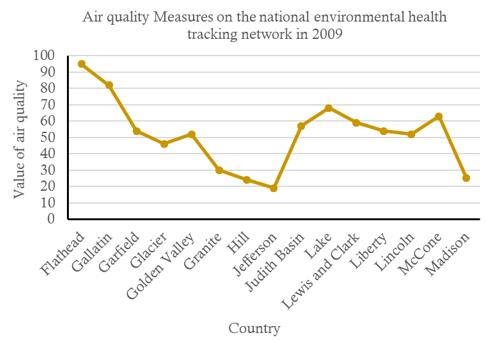 Air quality Measures on the national environmental health
tracking network in 2009
Value of air quality
100
90
80
70
60
50
40
30
20
10
0
Flathead
Gallatin
Garfield
Glacier
Golden Valley
Granite
Hill
Jefferson
Judith Basin
Lake
Lewis and Clark
Liberty
Lincoln
McCone
Madison
Country